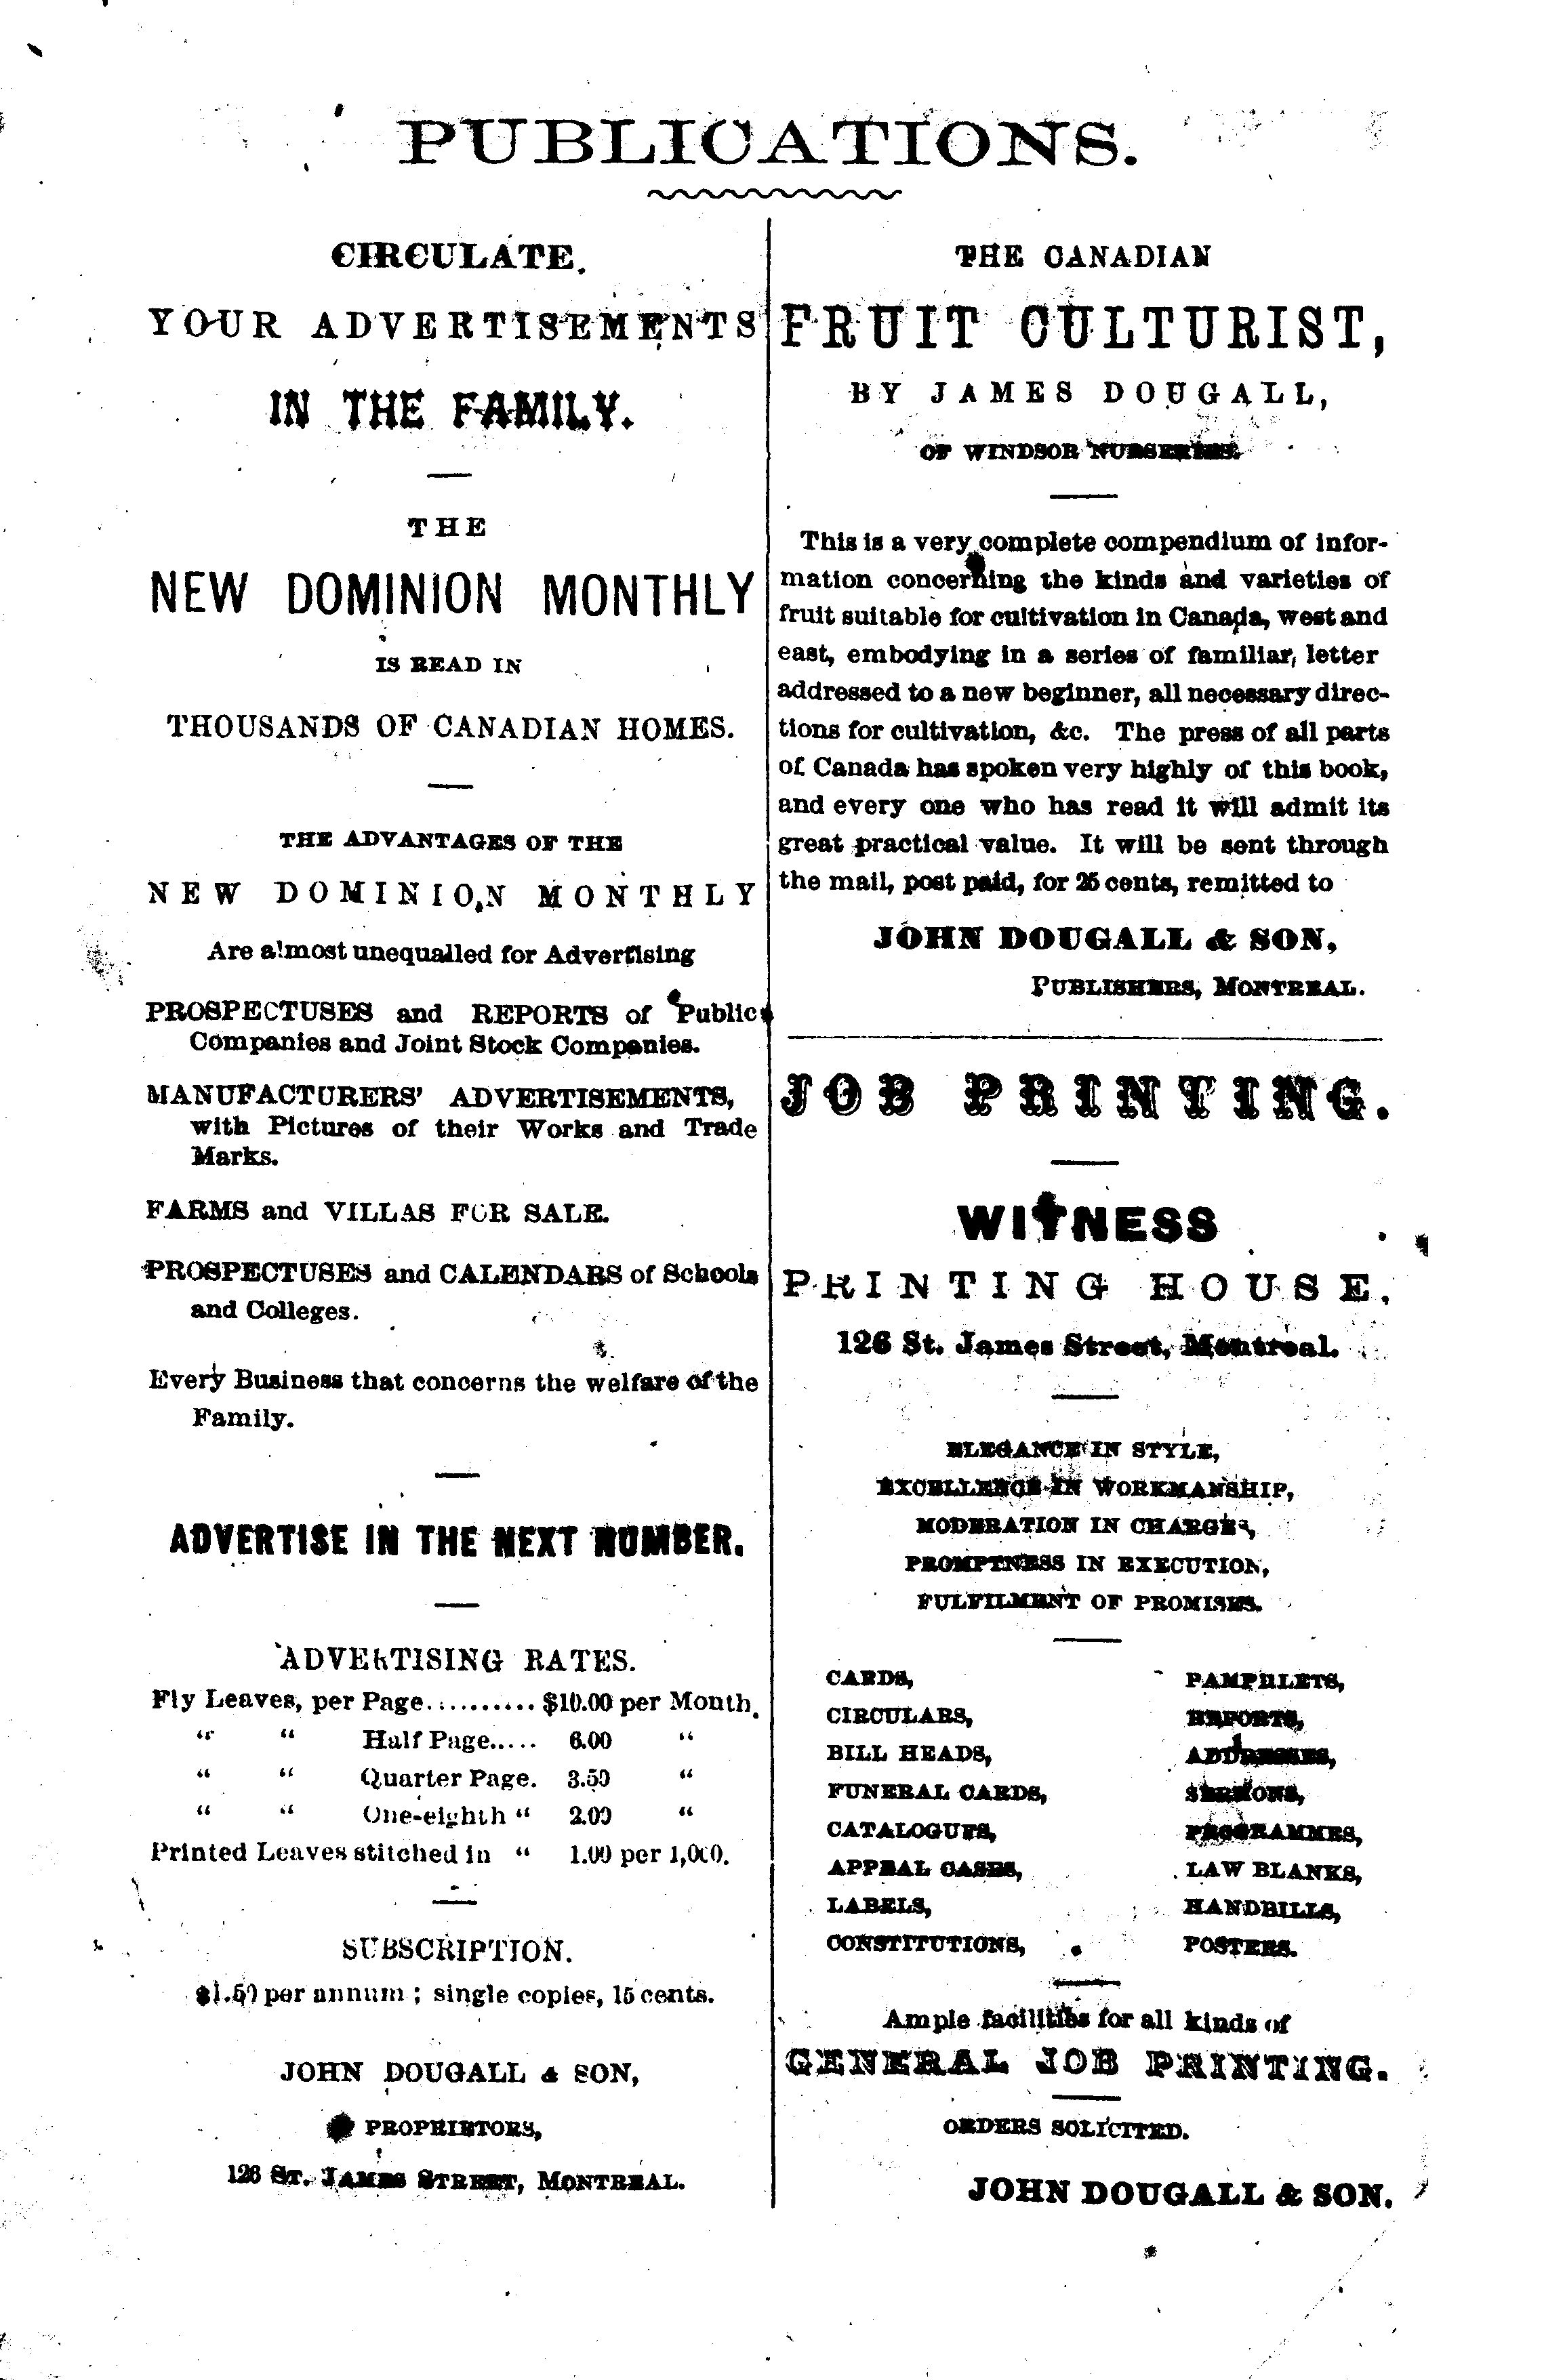 PUBLICATIONS.
CIRCULATE.
YOUR ADVERTISEMENTS
IN THE FAMILY.
THE
NEW DOMINION MONTHLY
IS READ IN
THOUSANDS OF CANADIAN HOMES.
THE ADVANTAGES OF THE
NEW DOMINION MONTHLY
Are almost unequalled for Advertising
PROSPECTUSES and REPORTS of Public
Companies and Joint Stock Companies.
MANUFACTURERS' ADVERTISEMENTS,
with Pictures of their Works and Trade
Marks.
FARMS and VILLAS FOR SALE.
PROSPECTUSES and CALENDARS of Schools
and Colleges.
Every Business that concerns the welfare of the
Family.
ADVERTISE IN THE NEXT NUMBER.
ADVERTISING RATES.
Fly Leaves, per Page.......... $10.00 per Month.
“ “ Half Page..... 6.00 “
“ “ Quarter Page. 3.50 “
“ “ One-eighth “ 2.00 “
Printed Leaves stitched in “ 1.00 per 1,000.
SUBSCRIPTION.
$1.50 per annum ; single copies, 15 cents.
JOHN DOUGALL & SON,
PROPRIETORS,
126 ST. JAMES STREET, MONTREAL.
THE CANADIAN
FRUIT CULTURIST,
BY JAMES DOUGALL,
OF WINDSOR NURSERIES.
This is a very complete compendium of infor-
mation concerning the kinds and varieties of
fruit suitable for cultivation in Canada, west and
east, embodying in a series of familiar, letter
addressed to a new beginner, all necessary direc-
tions for cultivation, &c. The press of all parts
of Canada has spoken very highly of this book,
and every one who has read it will admit its
great practical value. It will be sent through
the mail, post paid, for 25 cents, remitted to
JOHN DOUGALL & SON,
PUBLISHERS, MONTREAL.
JOB PRINTING.
WITNESS
PRINTING HOUSE,
126 St. James Street, Montreal.
ELEGANCE IN STYLE,
EXCELLENCE IN WORKMANSHIP,
MODERATION IN CHARGES,
PROMPTNESS IN EXECUTION,
FULFILMENT OF PROMISES.
CARDS, PAMPHLETS,
CIRCULARS, REPORTS,
BILL HEADS, ADDRESSES,
FUNERAL CARDS, SERMONS,
CATALOGUES, PROGRAMMES,
APPEAL CASES, LAW BLANKS,
LABELS, HANDBILLS,
CONSTITUTIONS, POSTERS.
Ample facilities for all kinds of
GENERAL JOB PRINTING.
ORDERS SOLICITED.
JOHN DOUGALL & SON.